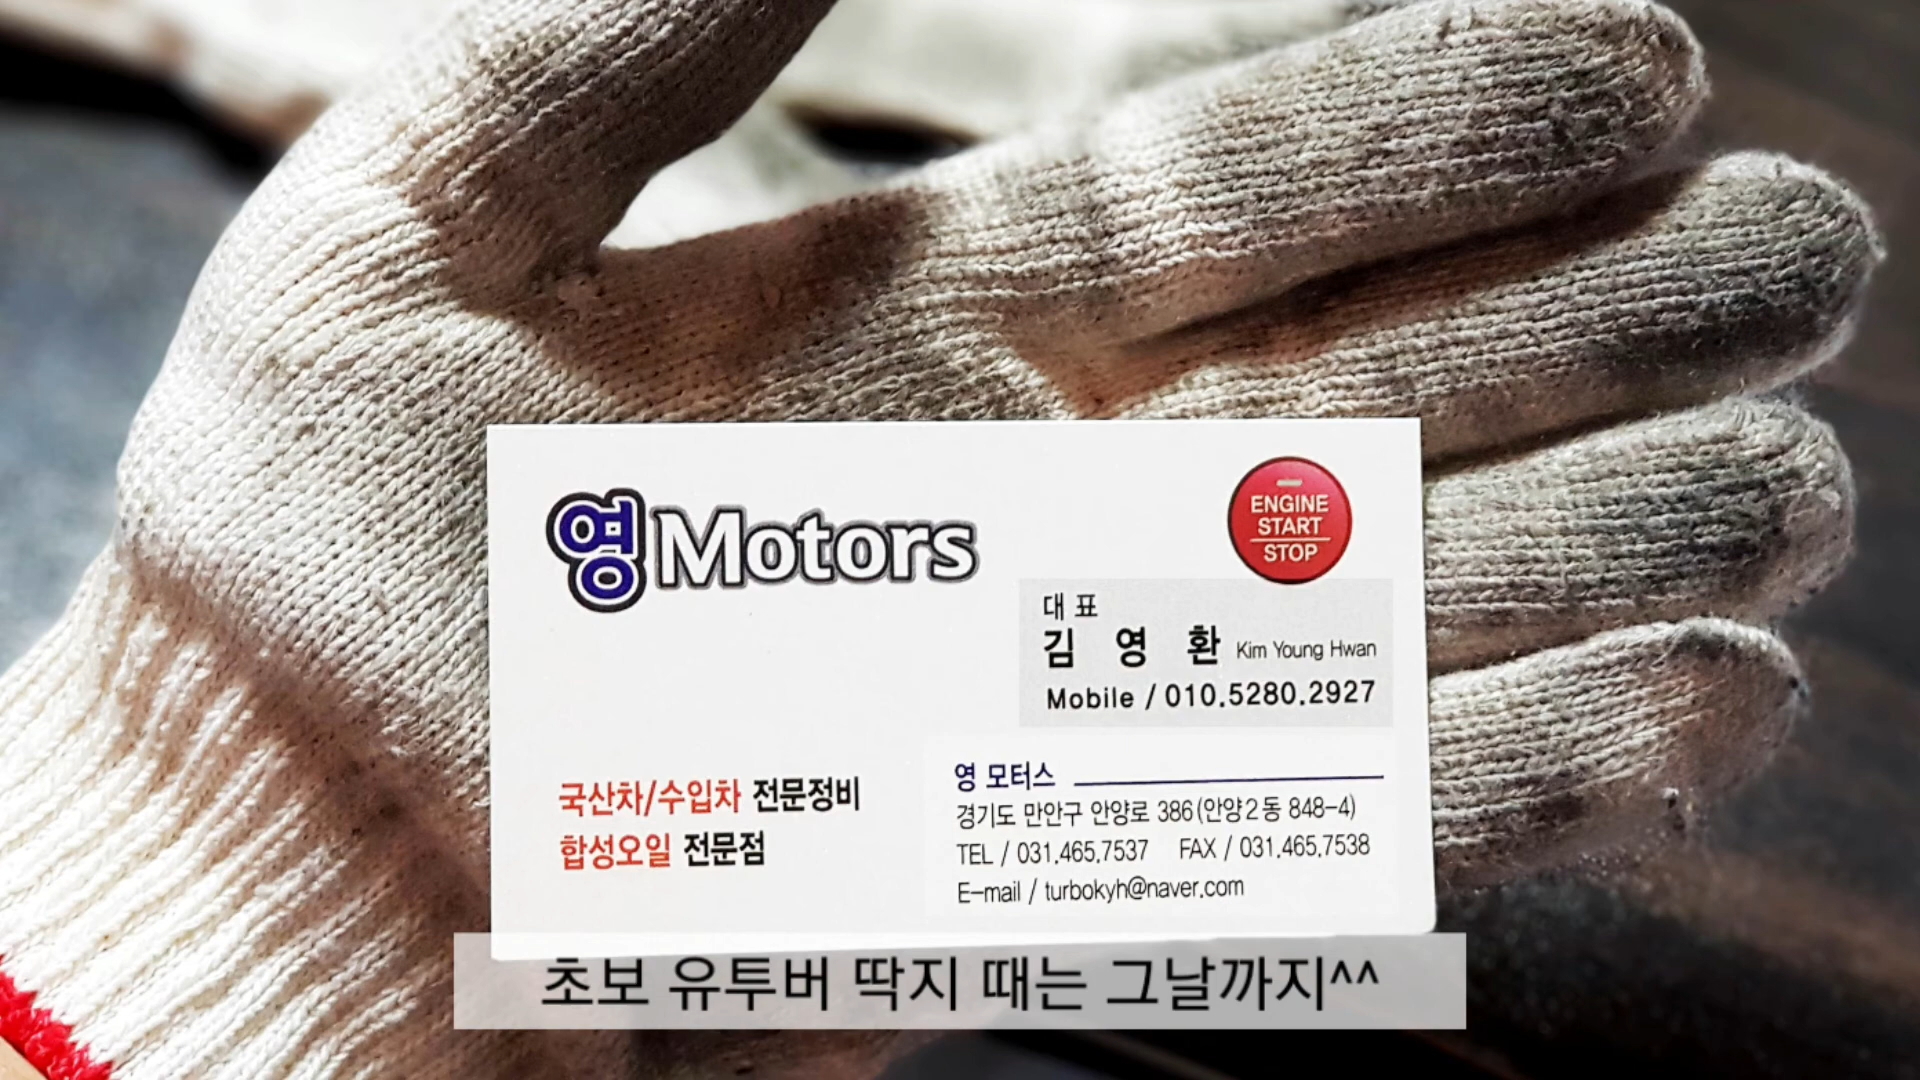 영Motors
ENGINE
START
STOP
대 표
김 영 환 Kim Young Hwan
Mobile / 010.5280.2927
국산차/수입차 전문정비
합성오일 전문점
영 모터스
경기도 만안구 안양로 386(안양2동 848-4)
TEL / 031.465.7537 FAX / 031.465.7538
E-mail / turbokyh@naver.com
초보 유투버 딱지 때는 그날까지^^